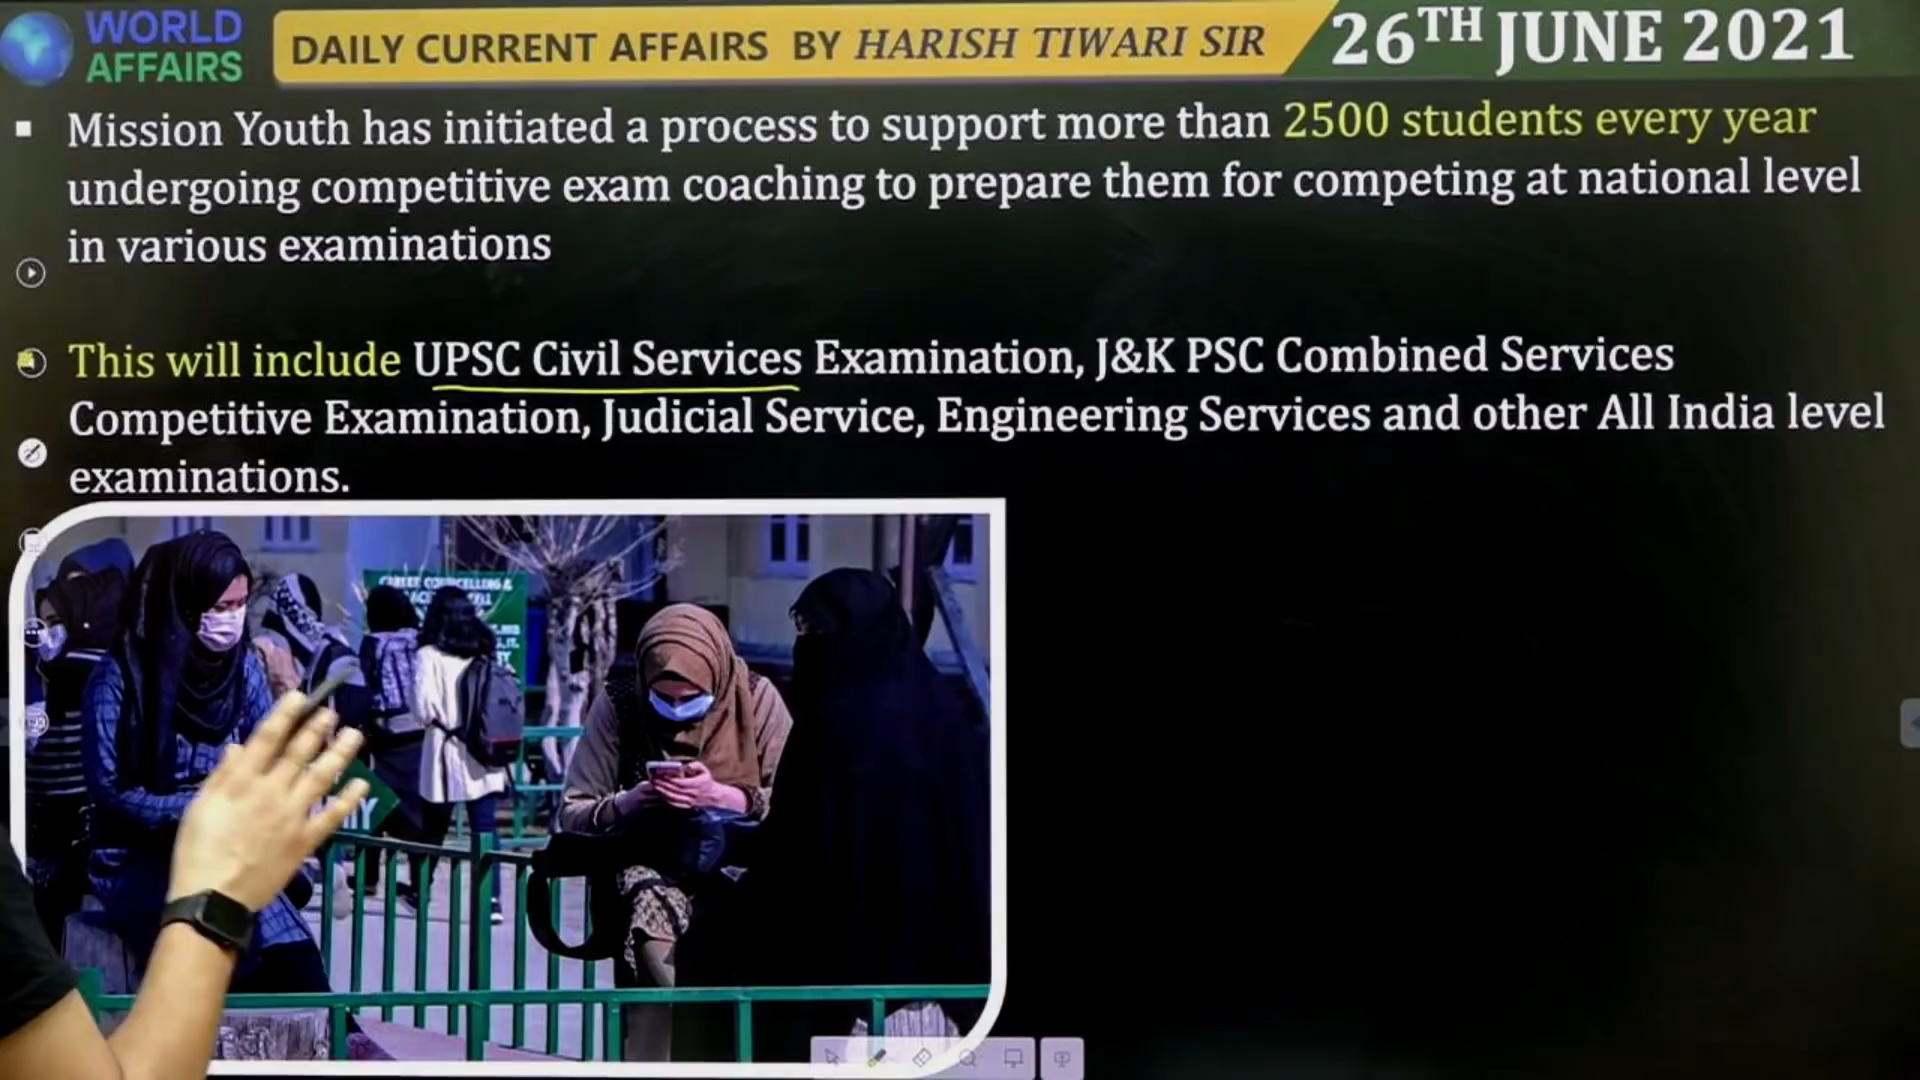 WORLD
AFFAIRS
DAILY CURRENT AFFAIRS BY HARISH TIWARI SIR
26TH JUNE 2021
▪ Mission Youth has initiated a process to support more than 2500 students every year
undergoing competitive exam coaching to prepare them for competing at national level
in various examinations
This will include UPSC Civil Services Examination, J&K PSC Combined Services
Competitive Examination, Judicial Service, Engineering Services and other All India level
examinations.
CAREER COUNCELLING &